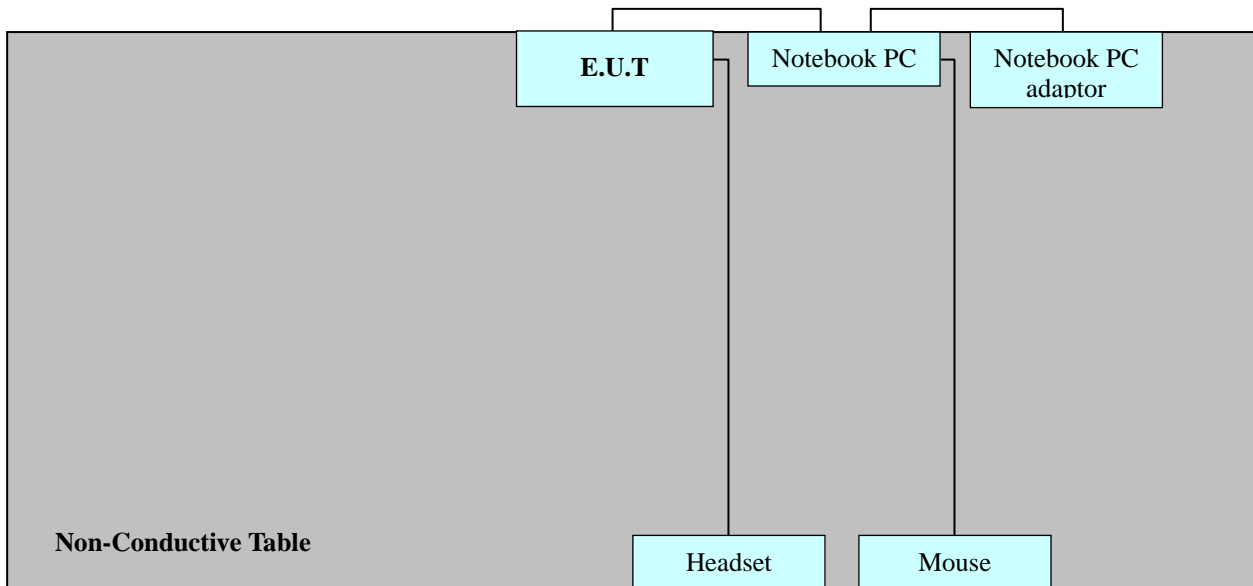 E.U.T
Notebook PC
Notebook PC
adaptor
Non-Conductive Table
Headset
Mouse